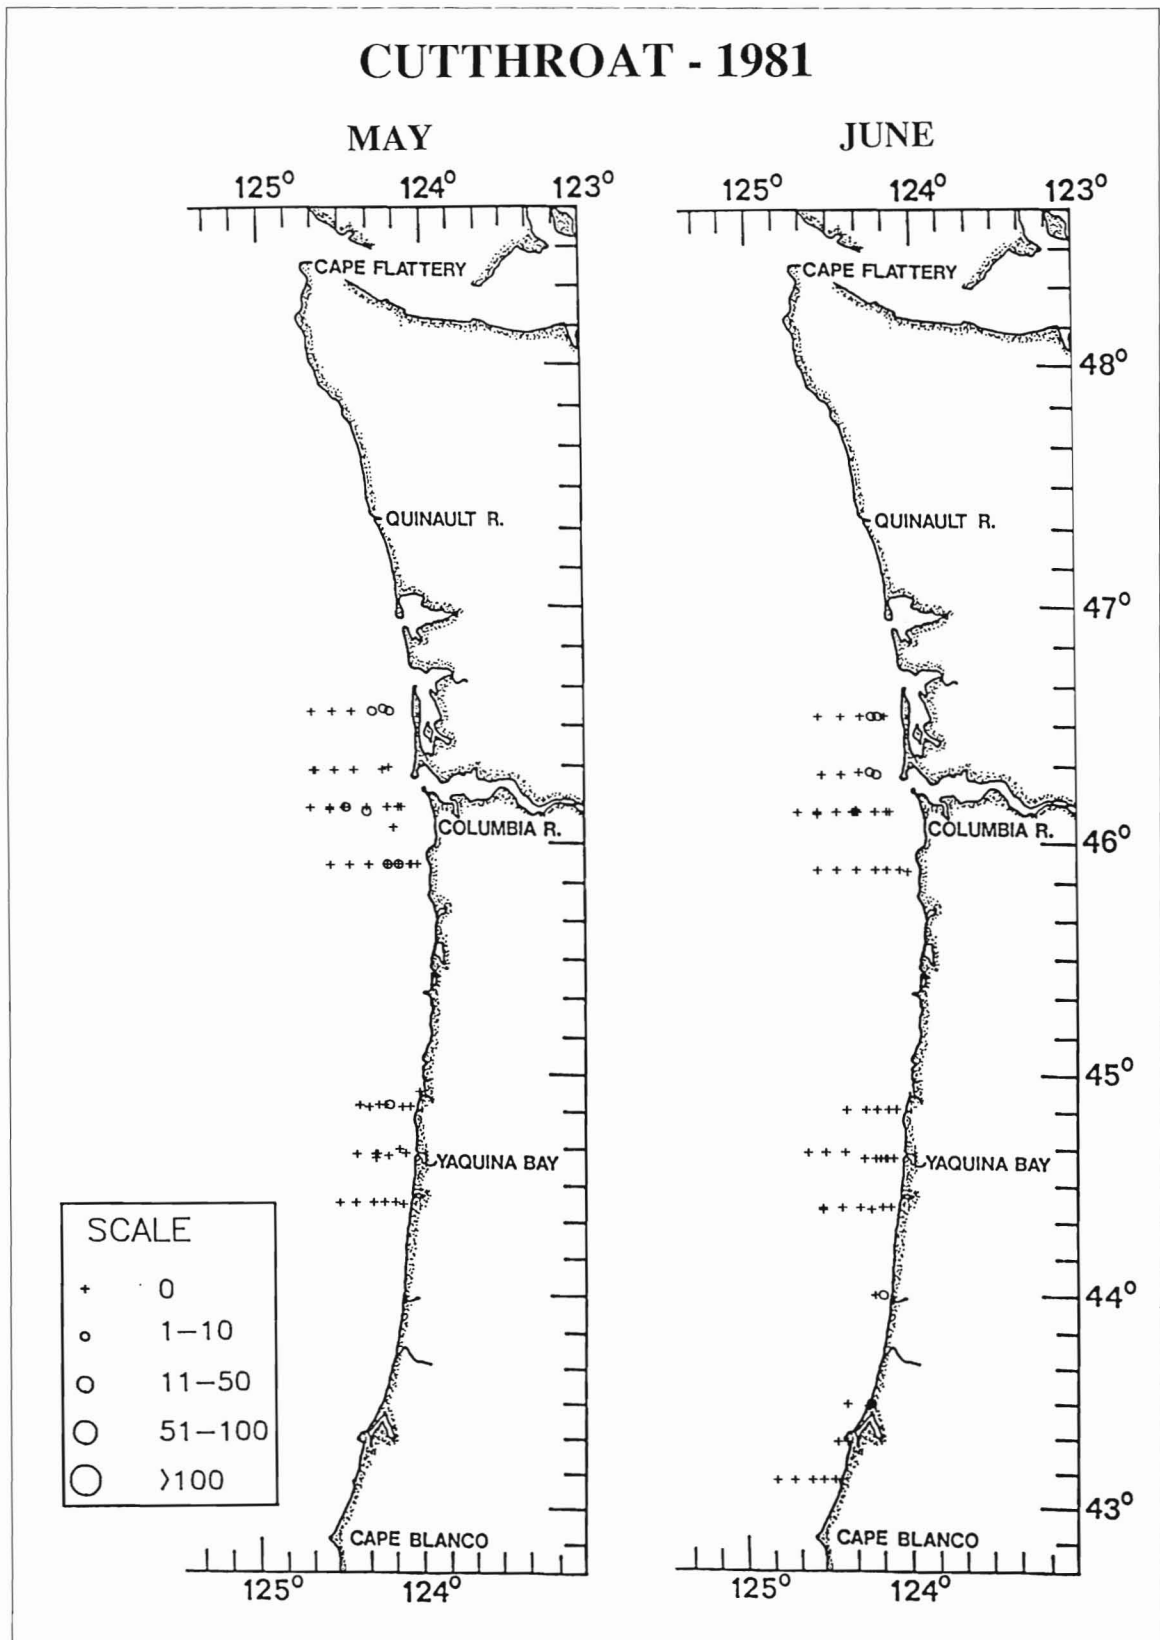 CUTTHROAT - 1981
MAY
JUNE
125° 124° 123°
125° 124° 123°
CAPE FLATTERY
CAPE FLATTERY
48°
QUINAULT R.
QUINAULT R.
47°
COLUMBIA R.
COLUMBIA R.
46°
45°
YAQUINA BAY
YAQUINA BAY
44°
43°
CAPE BLANCO
CAPE BLANCO
125° 124°
125° 124°
SCALE
+ 0
1–10
11–50
51–100
>100